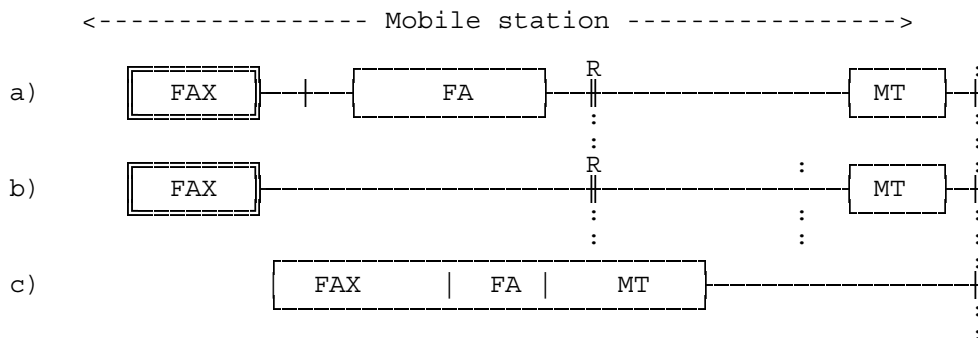 Mobile station
R
a) FAX FA MT
R
b) FAX MT
c) FAX | FA | MT